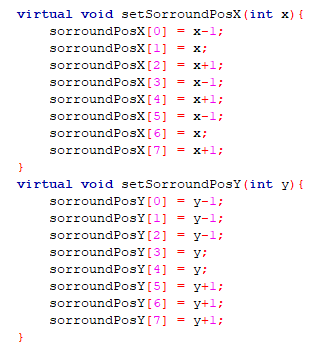 virtual void setSorroundPosX(int x){
    sorroundPosX[0] = x-1;
    sorroundPosX[1] = x;
    sorroundPosX[2] = x+1;
    sorroundPosX[3] = x-1;
    sorroundPosX[4] = x+1;
    sorroundPosX[5] = x-1;
    sorroundPosX[6] = x;
    sorroundPosX[7] = x+1;
}
virtual void setSorroundPosY(int y){
    sorroundPosY[0] = y-1;
    sorroundPosY[1] = y-1;
    sorroundPosY[2] = y-1;
    sorroundPosY[3] = y;
    sorroundPosY[4] = y;
    sorroundPosY[5] = y+1;
    sorroundPosY[6] = y+1;
    sorroundPosY[7] = y+1;
}